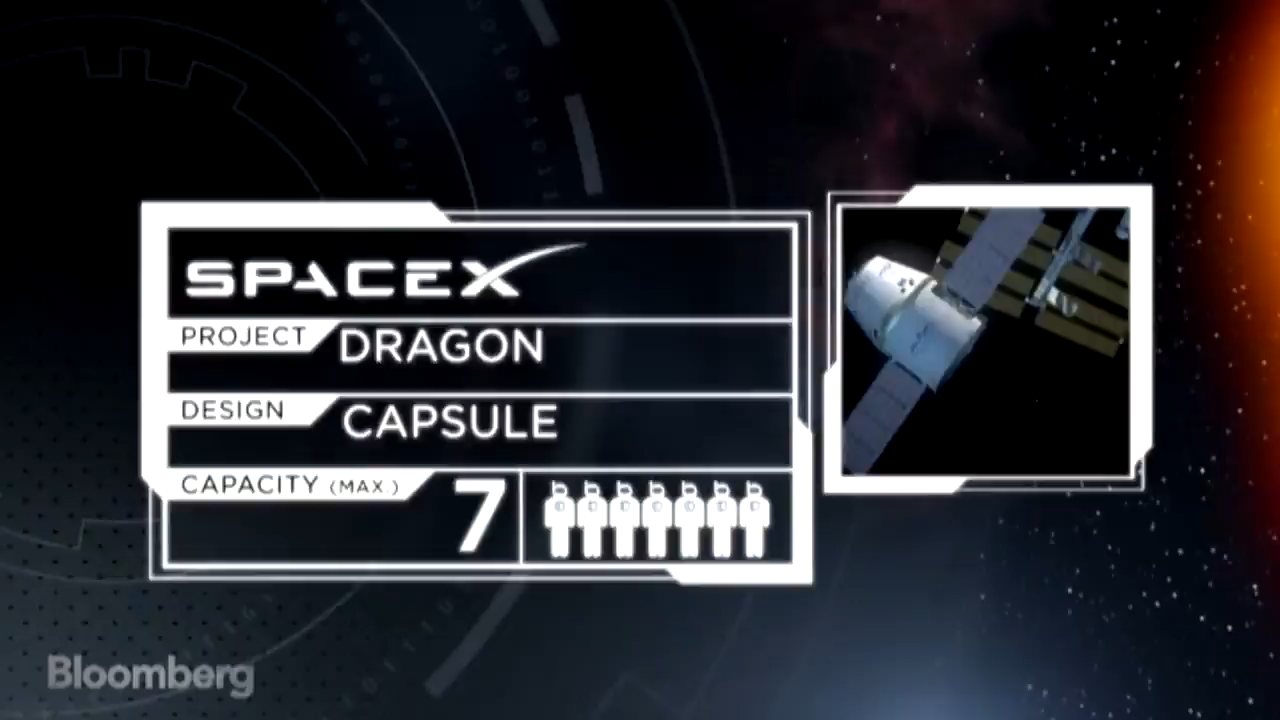 SPACEX
PROJECT DRAGON
DESIGN CAPSULE
CAPACITY (MAX.) 7
Bloomberg